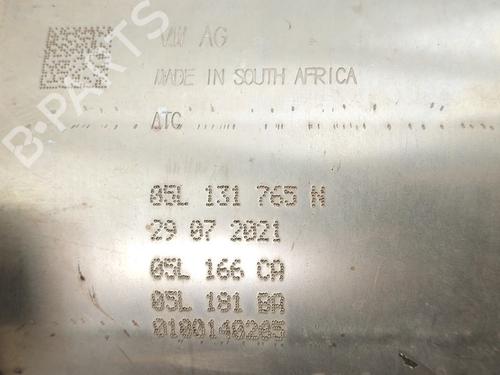 VW AG
MADE IN SOUTH AFRICA
ATC
05L 131 765 N
29 07 2021
05L 166 CA
05L 181 BA
0100140205
B-PARTS